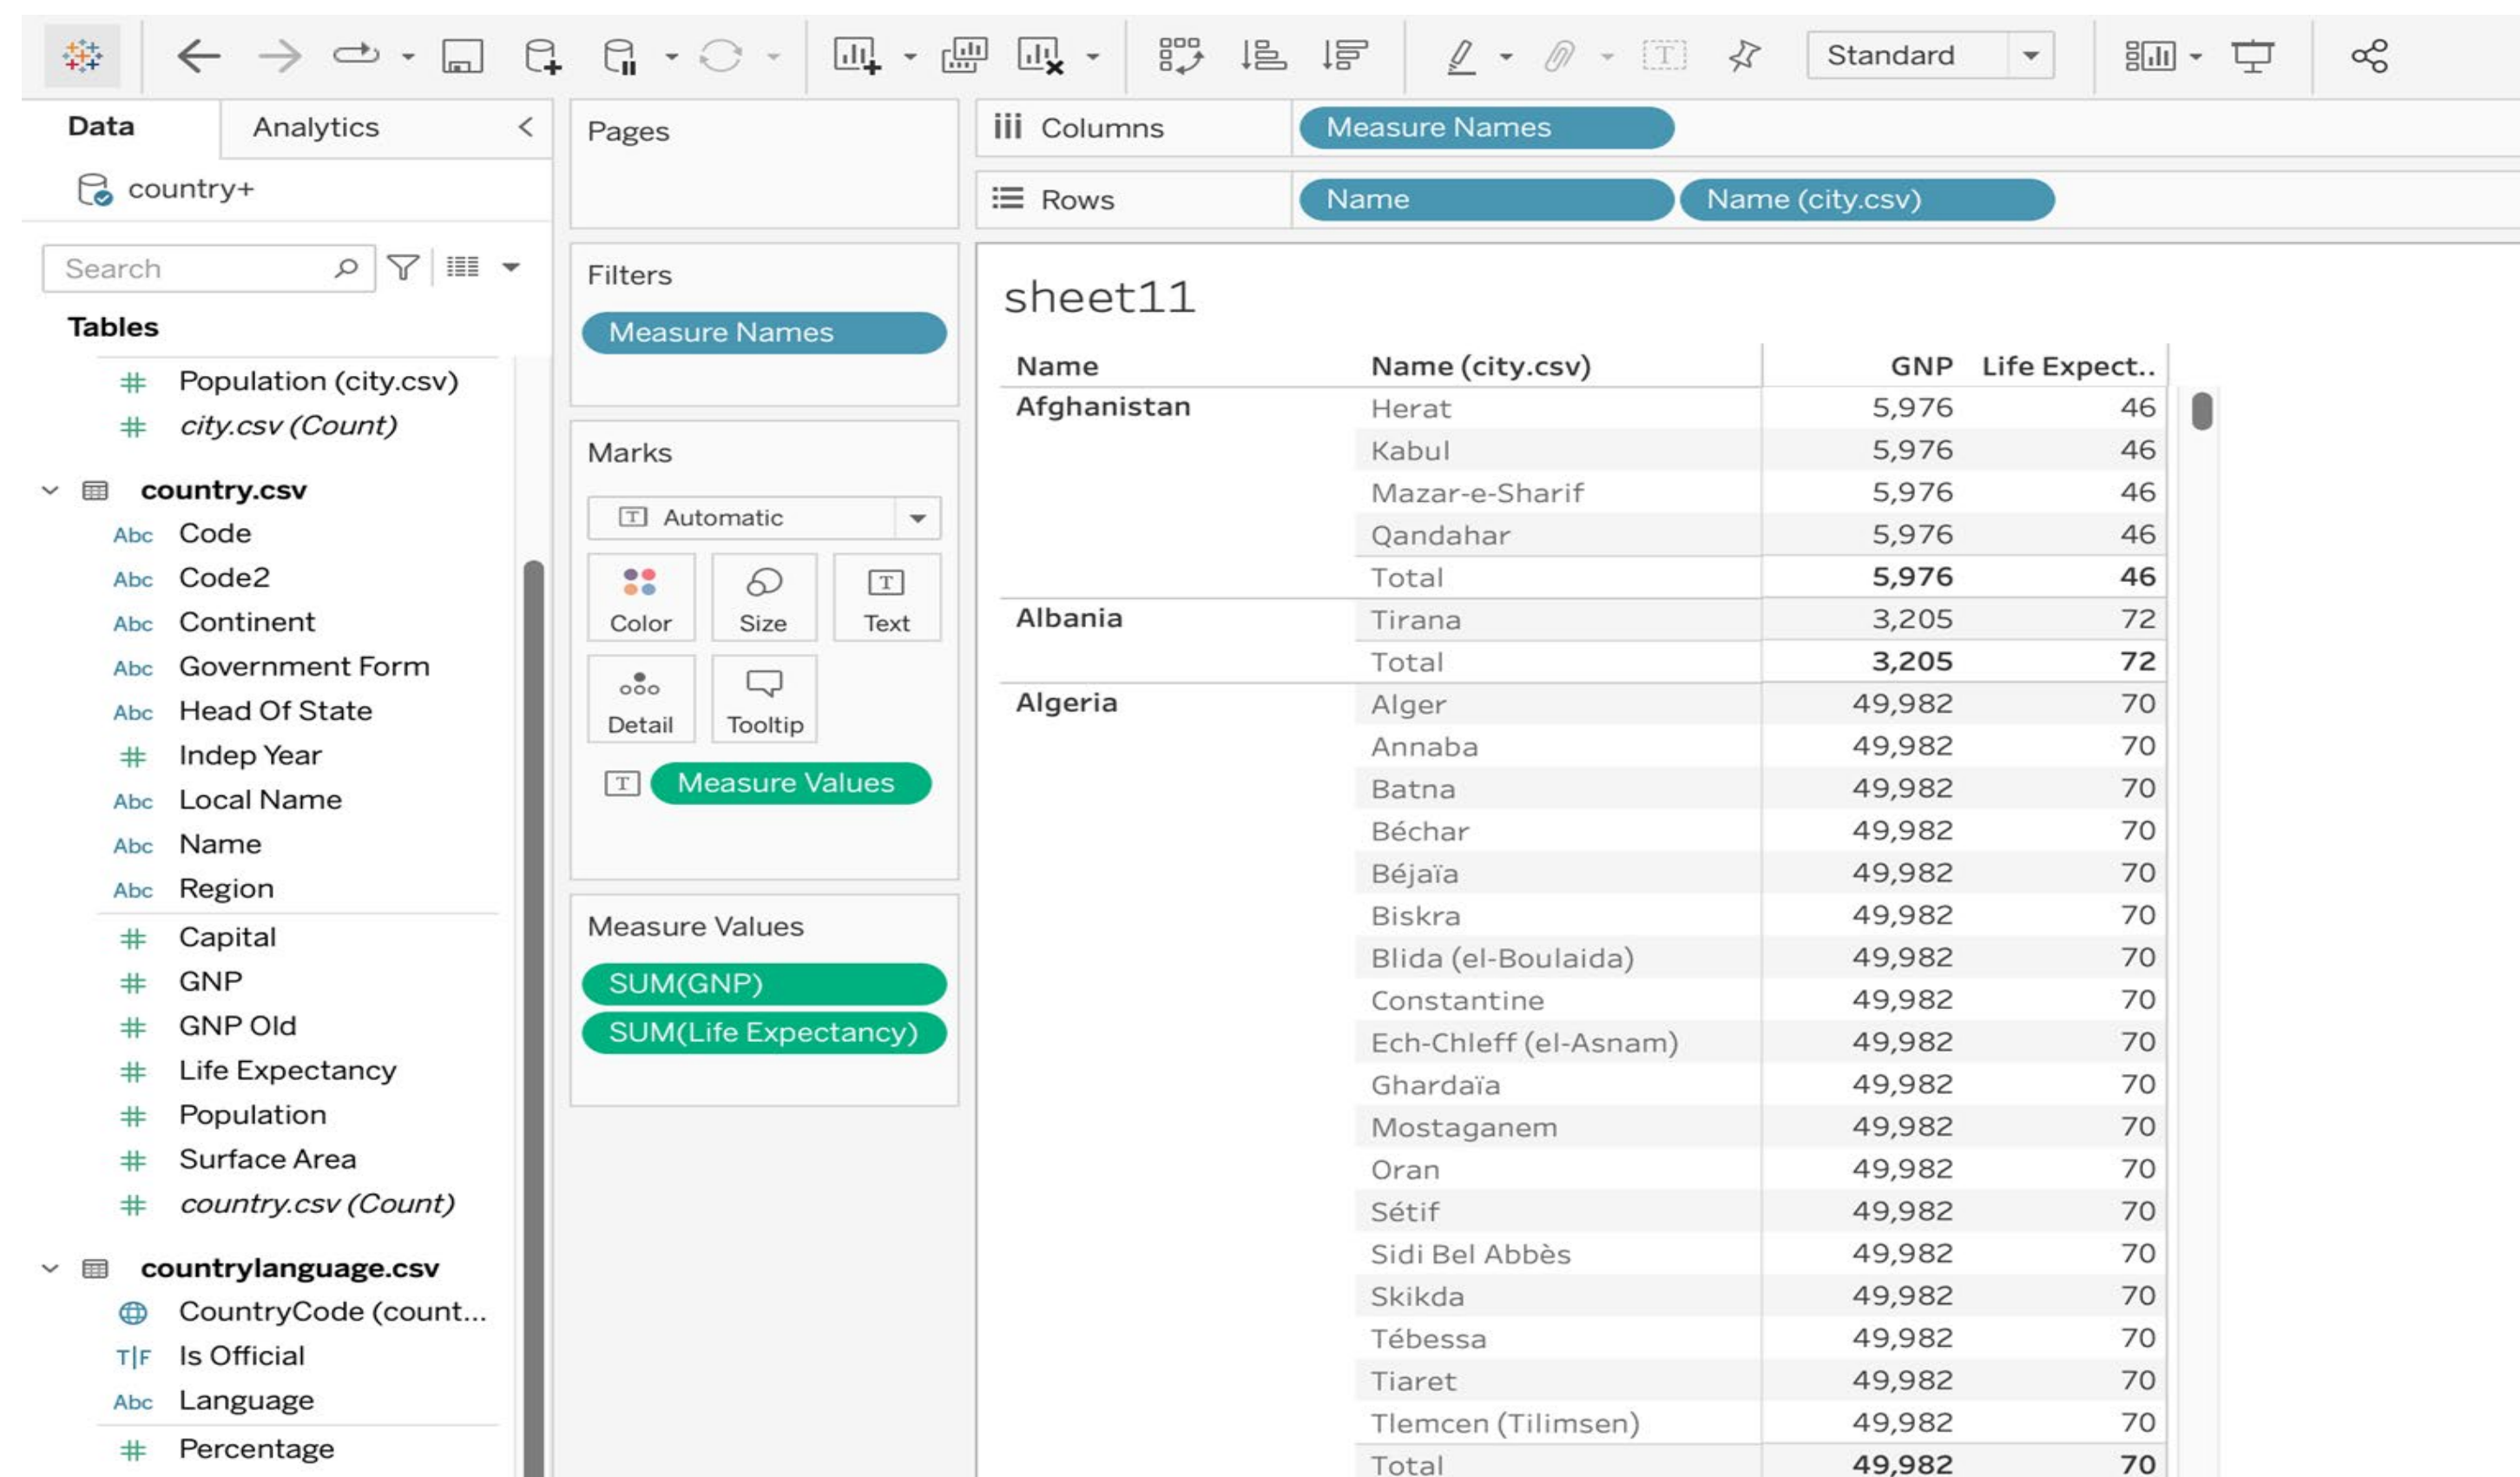 Standard
Data
Analytics
country+
Search
Tables
Population (city.csv)
city.csv (Count)
country.csv
Abc Code
Abc Code2
Abc Continent
Abc Government Form
Abc Head Of State
Indep Year
Abc Local Name
Abc Name
Abc Region
Capital
GNP
GNP Old
Life Expectancy
Population
Surface Area
country.csv (Count)
countrylanguage.csv
CountryCode (count...
T|F Is Official
Abc Language
Percentage
Pages
Filters
Measure Names
Marks
T Automatic
Color Size T Text
Detail Tooltip
T Measure Values
Measure Values
SUM(GNP)
SUM(Life Expectancy)
Columns Measure Names
Rows Name Name (city.csv)
sheet11
Name Name (city.csv) GNP Life Expect..
Afghanistan Herat 5,976 46
Kabul 5,976 46
Mazar-e-Sharif 5,976 46
Qandahar 5,976 46
Total 5,976 46
Albania Tirana 3,205 72
Total 3,205 72
Algeria Alger 49,982 70
Annaba 49,982 70
Batna 49,982 70
Béchar 49,982 70
Béjaïa 49,982 70
Biskra 49,982 70
Blida (el-Boulaida) 49,982 70
Constantine 49,982 70
Ech-Chleff (el-Asnam) 49,982 70
Ghardaïa 49,982 70
Mostaganem 49,982 70
Oran 49,982 70
Sétif 49,982 70
Sidi Bel Abbès 49,982 70
Skikda 49,982 70
Tébessa 49,982 70
Tiaret 49,982 70
Tlemcen (Tilimsen) 49,982 70
Total 49,982 70